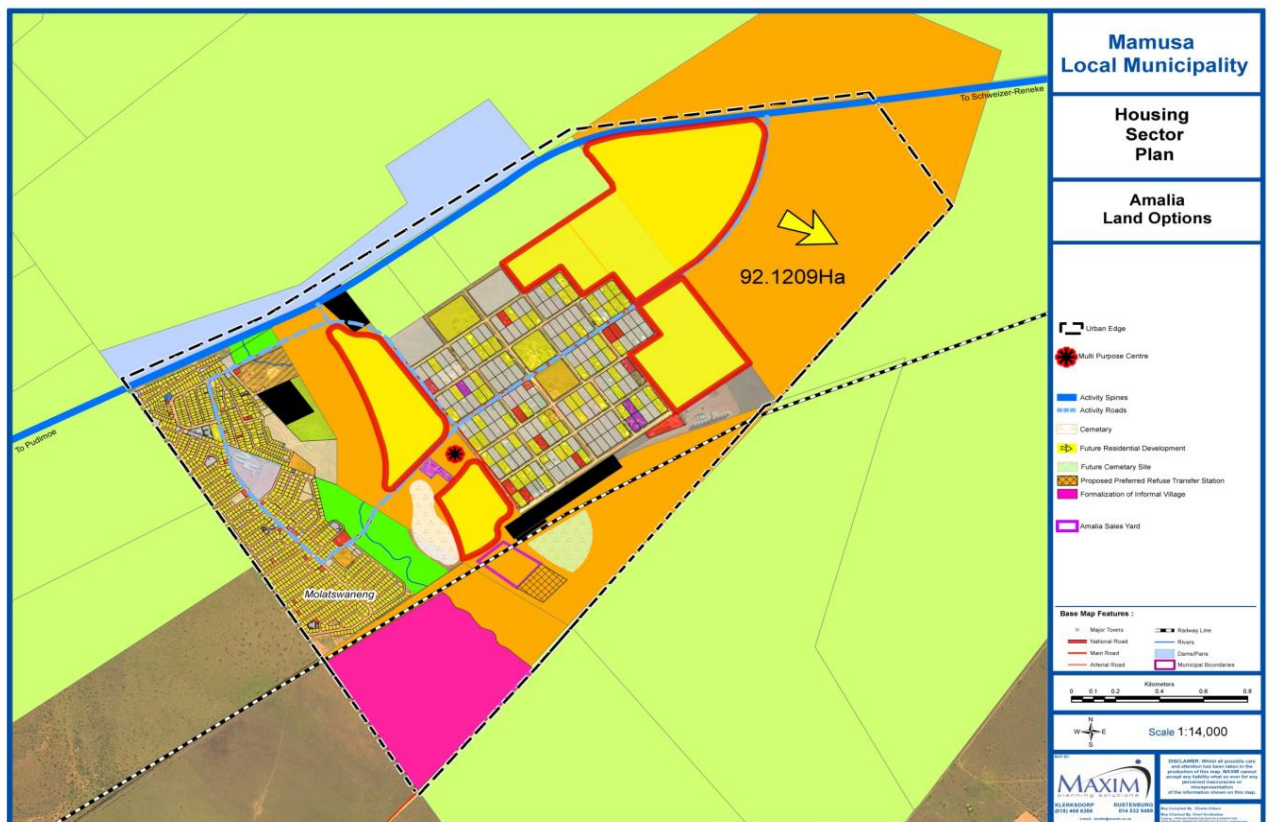 To Schweizer-Reneke
92.1209Ha
To Pudimoe
Molatswaneng
Mamusa
Local Municipality
Housing
Sector
Plan
Amalia
Land Options
Urban Edge
Multi Purpose Centre
Activity Spines
Activity Roads
Cemetary
Future Residential Development
Future Cemetary Site
Proposed Preferred Refuse Transfer Station
Formalization of Informal Village
Amalia Sales Yard
Base Map Features :
Major Towns
National Road
Main Road
Arterial Road
Railway Line
Rivers
Dams/Pans
Municipal Boundaries
Kilometers
0 0.1 0.2 0.4 0.6 0.8
N
W E
S
Scale 1:14,000
MAXIM
planning solutions
KLERKSDORP
RUSTENBURG
DISCLAIMER: Whilst all possible care
and attention has been taken in the
production of this map, MAXIM cannot
accept any liability what so ever for any
perceived inaccuracies or
misrepresentation
of the information shown on this map.